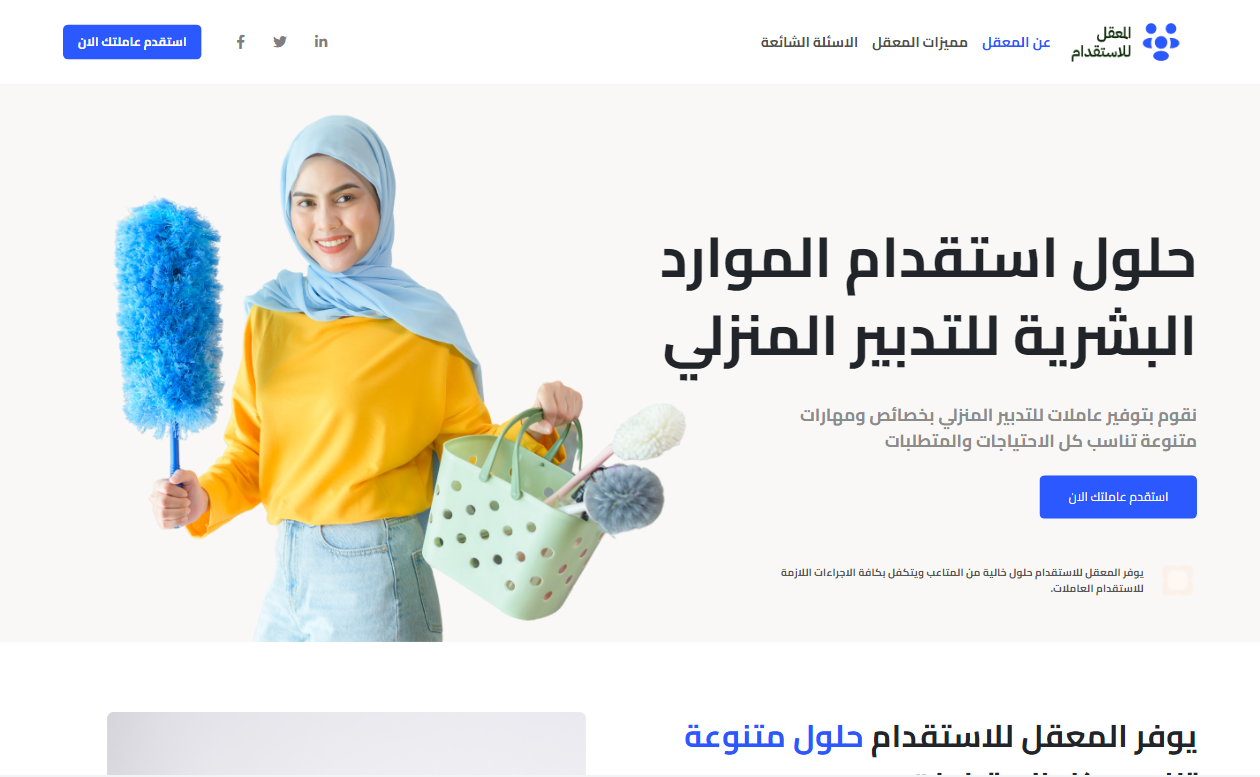 المعقل
للاستقدام
عن المعقل
مميزات المعقل
الاسئلة الشائعة
استقدم عاملتك الان
حلول استقدام الموارد
البشرية للتدبير المنزلي
نقوم بتوفير عاملات للتدبير المنزلي بخصائص ومهارات
متنوعة تناسب كل الاحتياجات والمتطلبات
استقدم عاملتك الان
يوفر المعقل للاستقدام حلول خالية من المتاعب ويتكفل بكافة الاجراءات اللازمة
للاستقدام العاملات.
يوفر المعقل للاستقدام حلول متنوعة